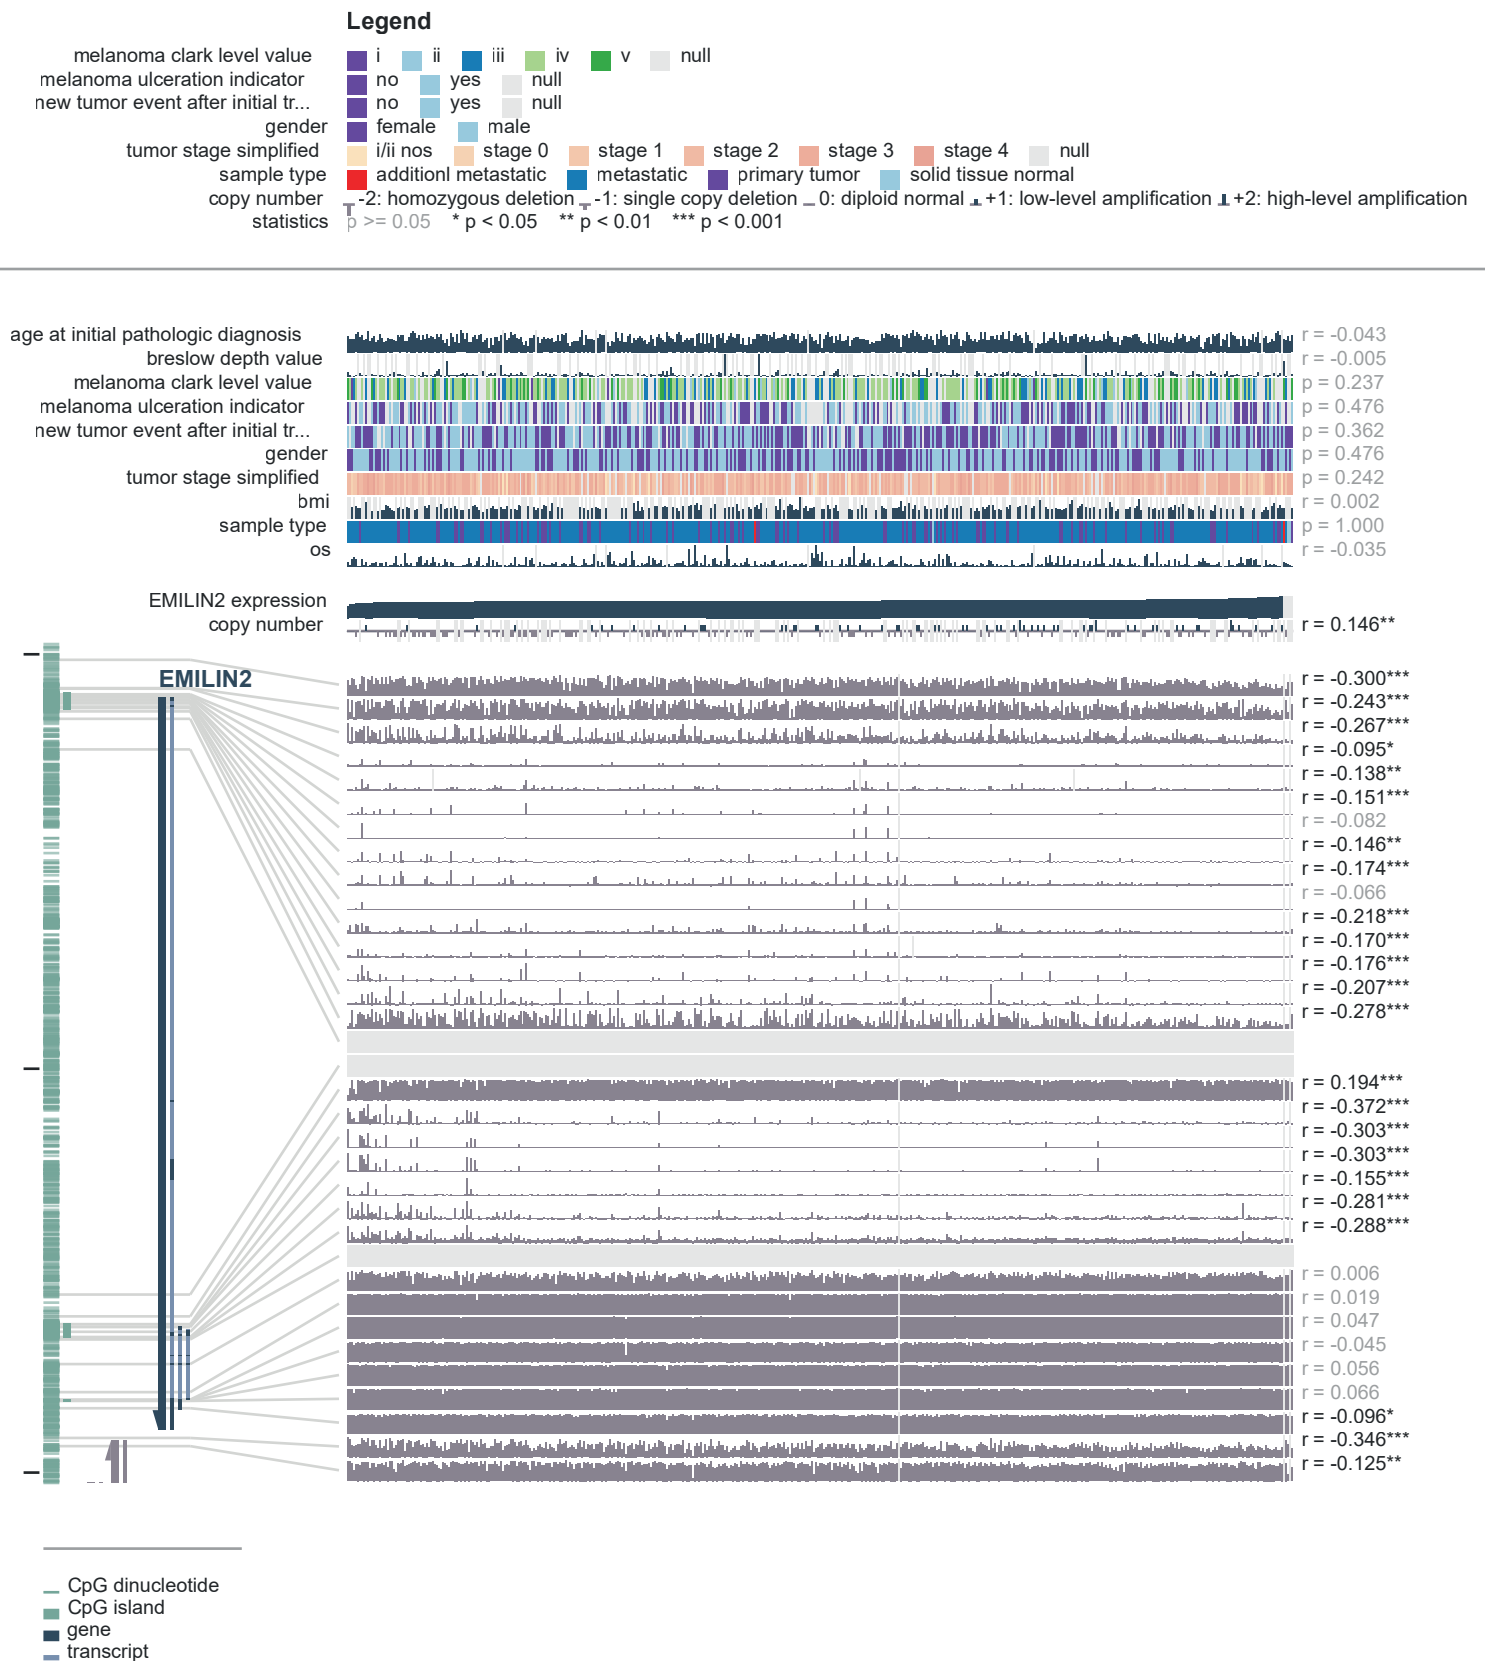 Legend
melanoma clark level value i ii iii iv v null
melanoma ulceration indicator no yes null
new tumor event after initial tr... no yes null
gender female male
tumor stage simplified i/ii nos stage 0 stage 1 stage 2 stage 3 stage 4 null
sample type additionl metastatic metastatic primary tumor solid tissue normal
copy number -2: homozygous deletion -1: single copy deletion 0: diploid normal +1: low-level amplification +2: high-level amplification
statistics p >= 0.05 * p < 0.05 ** p < 0.01 *** p < 0.001
age at initial pathologic diagnosis r = -0.043
breslow depth value r = -0.005
melanoma clark level value p = 0.237
melanoma ulceration indicator p = 0.476
new tumor event after initial tr... p = 0.362
gender p = 0.476
tumor stage simplified p = 0.242
bmi r = 0.002
sample type p = 1.000
os r = -0.035
EMILIN2 expression
copy number r = 0.146**
EMILIN2
r = -0.300***
r = -0.243***
r = -0.267***
r = -0.095*
r = -0.138**
r = -0.151***
r = -0.082
r = -0.146**
r = -0.174***
r = -0.066
r = -0.218***
r = -0.170***
r = -0.176***
r = -0.207***
r = -0.278***
r = 0.194***
r = -0.372***
r = -0.303***
r = -0.303***
r = -0.155***
r = -0.281***
r = -0.288***
r = 0.006
r = 0.019
r = 0.047
r = -0.045
r = 0.056
r = 0.066
r = -0.096*
r = -0.346***
r = -0.125**
CpG dinucleotide
CpG island
gene
transcript